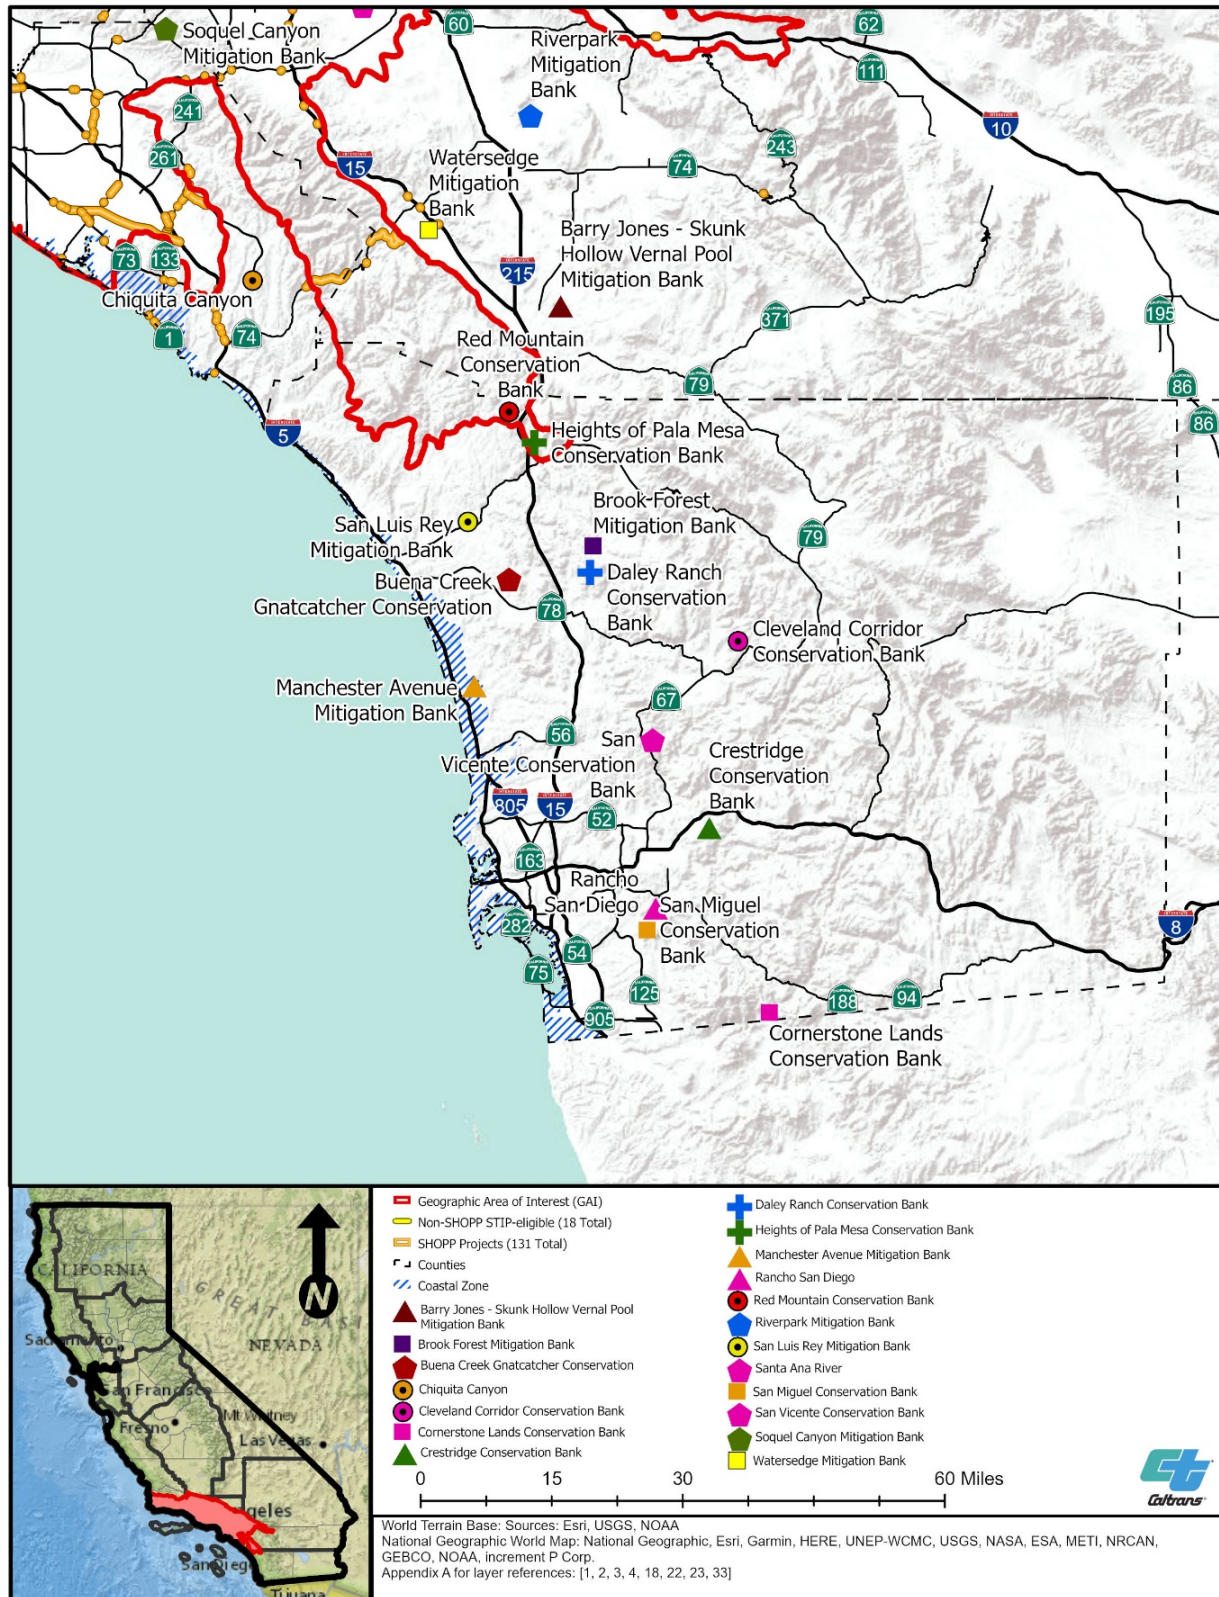 Soquel Canyon
Mitigation Bank
60
Riverpark
Mitigation
Bank
62
111
241
10
261
15
Watersedge
Mitigation
Bank
74
243
Barry Jones - Skunk
Hollow Vernal Pool
Mitigation Bank
73
133
215
Chiquita Canyon
1
74
371
195
Red Mountain
Conservation
Bank
79
86
86
5
Heights of Pala Mesa
Conservation Bank
Brook Forest
Mitigation Bank
San Luis Rey
Mitigation Bank
79
Buena Creek
Gnatcatcher Conservation
Daley Ranch
Conservation
Bank
78
Cleveland Corridor
Conservation Bank
Manchester Avenue
Mitigation Bank
67
56
San
Vicente Conservation
Bank
Crestridge
Conservation
Bank
805
15
52
163
Rancho
San Diego
San Miguel
Conservation
Bank
282
54
75
125
905
188
94
8
Cornerstone Lands
Conservation Bank
CALIFORNIA
GREAT BASI
NEVADA
Sacramento
San Francisco
Fresno
Mt Whitney
Las Vegas
geles
San Diego
Tijuana
N
Geographic Area of Interest (GAI)
Non-SHOPP STIP-eligible (18 Total)
SHOPP Projects (131 Total)
Counties
Coastal Zone
Barry Jones - Skunk Hollow Vernal Pool
Mitigation Bank
Brook Forest Mitigation Bank
Buena Creek Gnatcatcher Conservation
Chiquita Canyon
Cleveland Corridor Conservation Bank
Cornerstone Lands Conservation Bank
Crestridge Conservation Bank
Daley Ranch Conservation Bank
Heights of Pala Mesa Conservation Bank
Manchester Avenue Mitigation Bank
Rancho San Diego
Red Mountain Conservation Bank
Riverpark Mitigation Bank
San Luis Rey Mitigation Bank
Santa Ana River
San Miguel Conservation Bank
San Vicente Conservation Bank
Soquel Canyon Mitigation Bank
Watersedge Mitigation Bank
0 15 30 60 Miles
Caltrans
World Terrain Base: Sources: Esri, USGS, NOAA
National Geographic World Map: National Geographic, Esri, Garmin, HERE, UNEP-WCMC, USGS, NASA, ESA, METI, NRCAN,
GEBCO, NOAA, increment P Corp.
Appendix A for layer references: [1, 2, 3, 4, 18, 22, 23, 33]